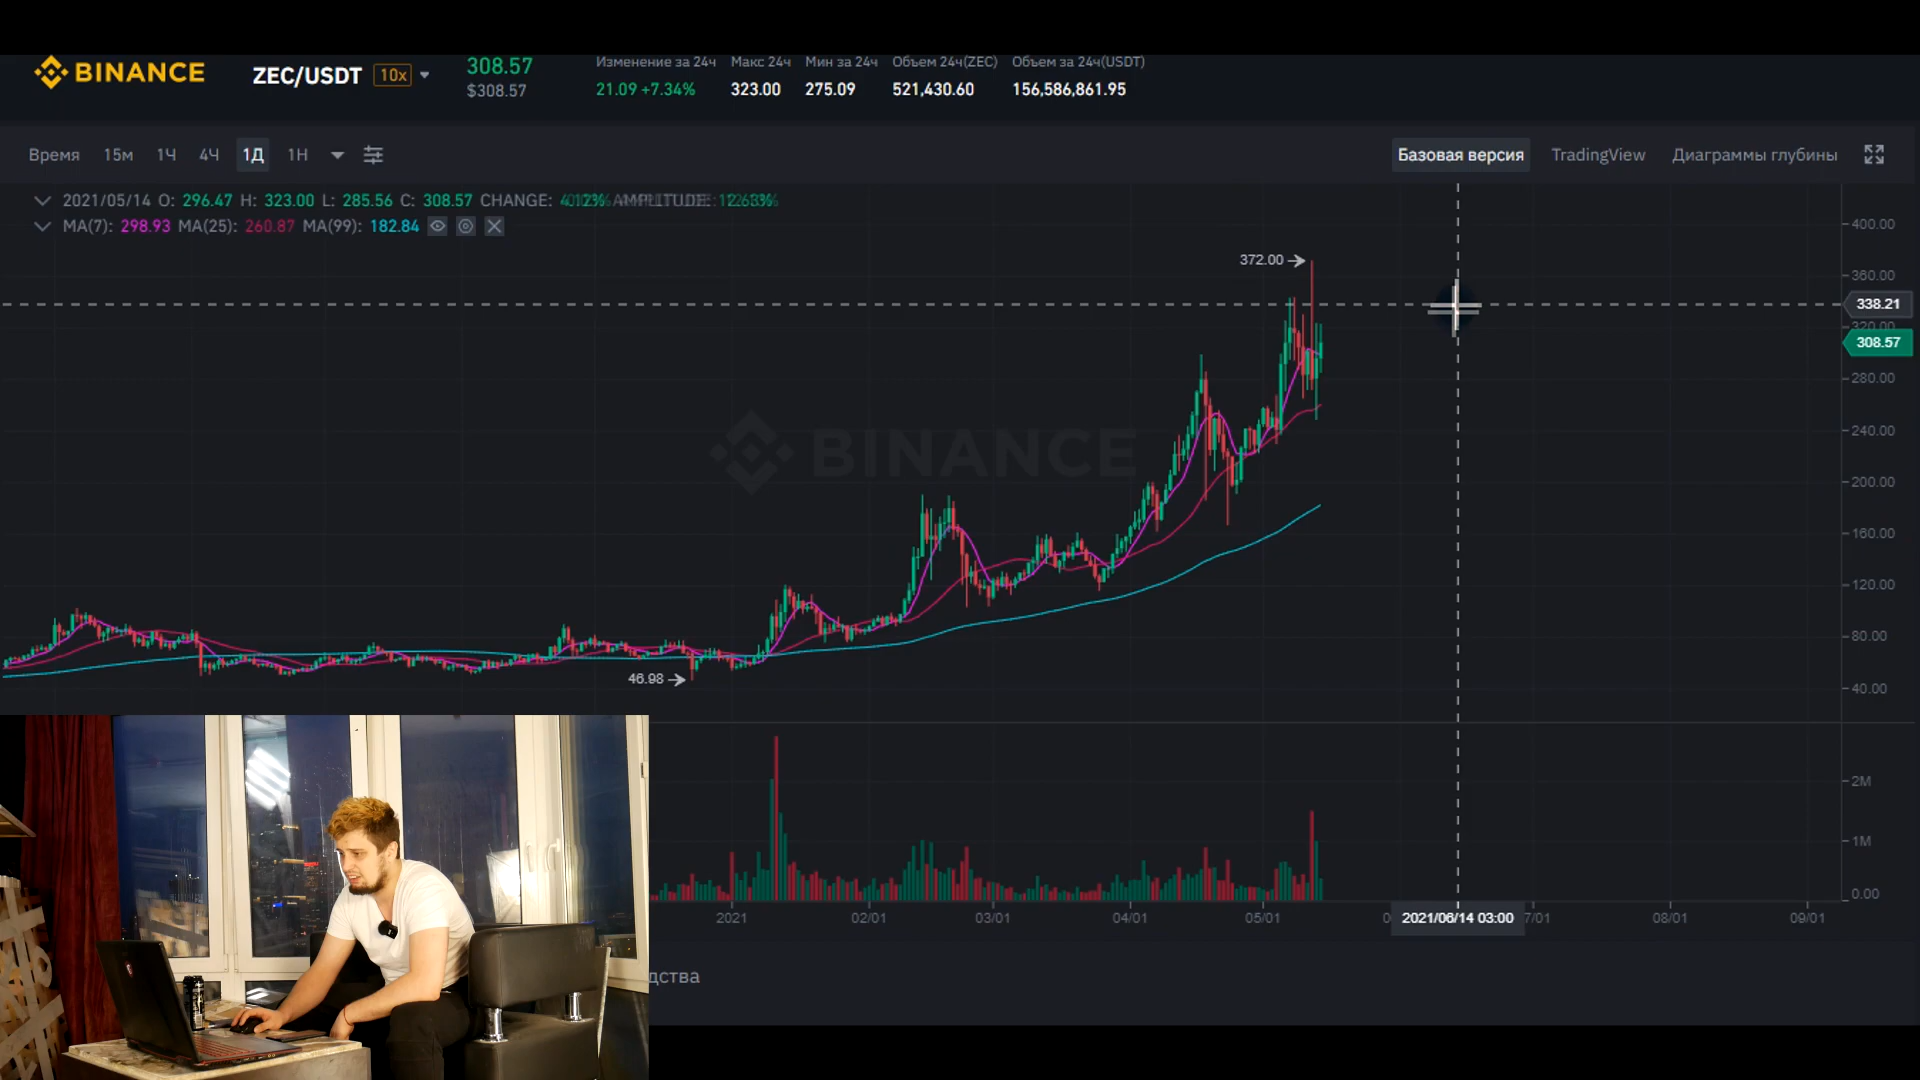 BINANCE ZEC/USDT 10x 308.57 $308.57
Изменение за 24ч Макс 24ч Мин за 24ч Объем 24ч(ZEC) Объем за 24ч(USDT)
21.09 +7.34% 323.00 275.09 521,430.60 156,586,861.95
Время 15м 1Ч 4Ч 1Д 1Н Базовая версия TradingView Диаграммы глубины
2021/05/14 O: 296.47 H: 323.00 L: 285.56 C: 308.57 CHANGE: AMPLITUDE:
MA(7): 298.93 MA(25): 260.87 MA(99): 182.84
400.00
372.00
360.00
338.21
320.00
308.57
280.00
240.00
BINANCE
200.00
160.00
120.00
80.00
46.98
40.00
2M
1M
0.00
2021 02/01 03/01 04/01 05/01 2021/06/14 03:00 7/01 08/01 09/01
дства